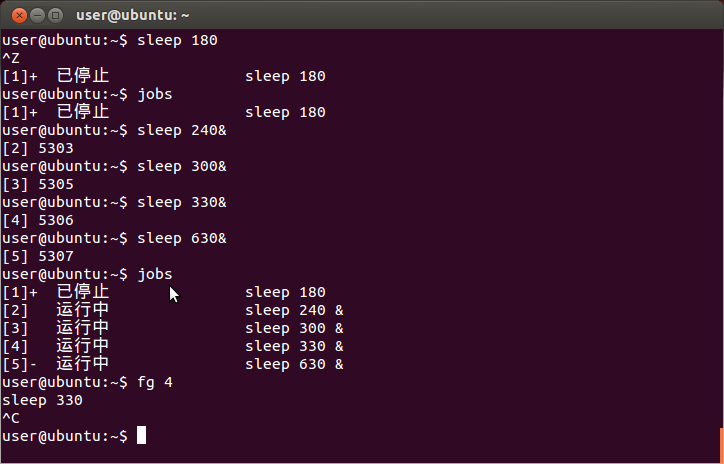 user@ubuntu: ~
user@ubuntu:~$ sleep 180
^Z
[1]+  已停止               sleep 180
user@ubuntu:~$ jobs
[1]+  已停止               sleep 180
user@ubuntu:~$ sleep 240&
[2] 5303
user@ubuntu:~$ sleep 300&
[3] 5305
user@ubuntu:~$ sleep 330&
[4] 5306
user@ubuntu:~$ sleep 630&
[5] 5307
user@ubuntu:~$ jobs
[1]+  已停止               sleep 180
[2]   运行中               sleep 240 &
[3]   运行中               sleep 300 &
[4]   运行中               sleep 330 &
[5]-  运行中               sleep 630 &
user@ubuntu:~$ fg 4
sleep 330
^C
user@ubuntu:~$